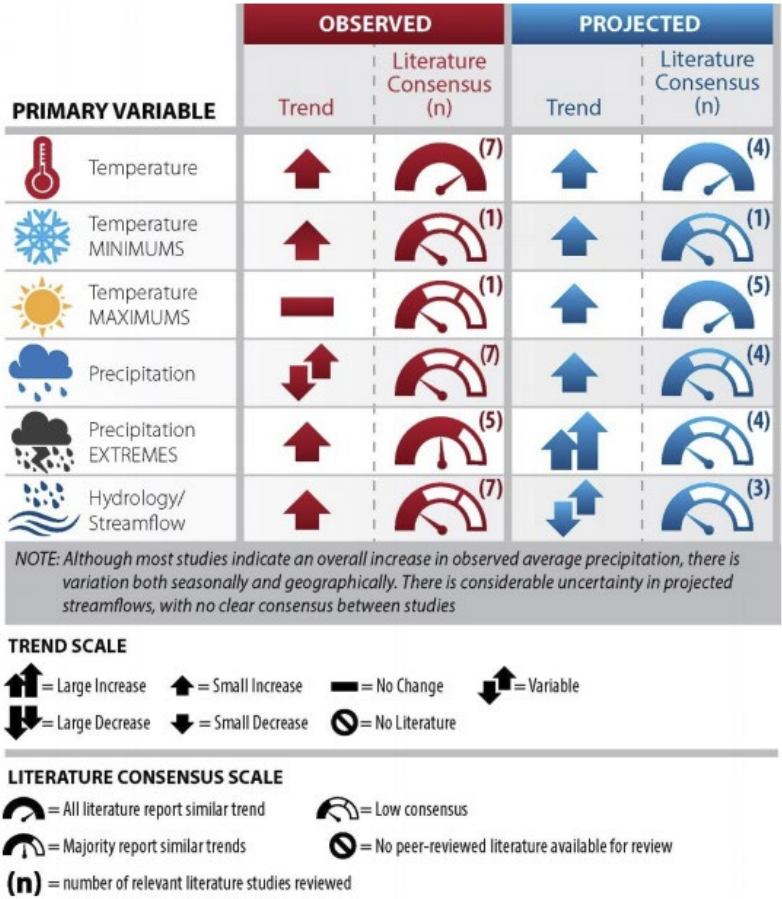 OBSERVED PROJECTED
PRIMARY VARIABLE Trend Literature Consensus (n) Trend Literature Consensus (n)
Temperature (7) (4)
Temperature MINIMUMS (1) (1)
Temperature MAXIMUMS (1) (5)
Precipitation (7) (4)
Precipitation EXTREMES (5) (4)
Hydrology/ Streamflow (7) (3)
NOTE: Although most studies indicate an overall increase in observed average precipitation, there is
variation both seasonally and geographically. There is considerable uncertainty in projected
streamflows, with no clear consensus between studies
TREND SCALE
= Large Increase = Small Increase = No Change = Variable
= Large Decrease = Small Decrease = No Literature
LITERATURE CONSENSUS SCALE
= All literature report similar trend = Low consensus
= Majority report similar trends = No peer-reviewed literature available for review
(n) = number of relevant literature studies reviewed